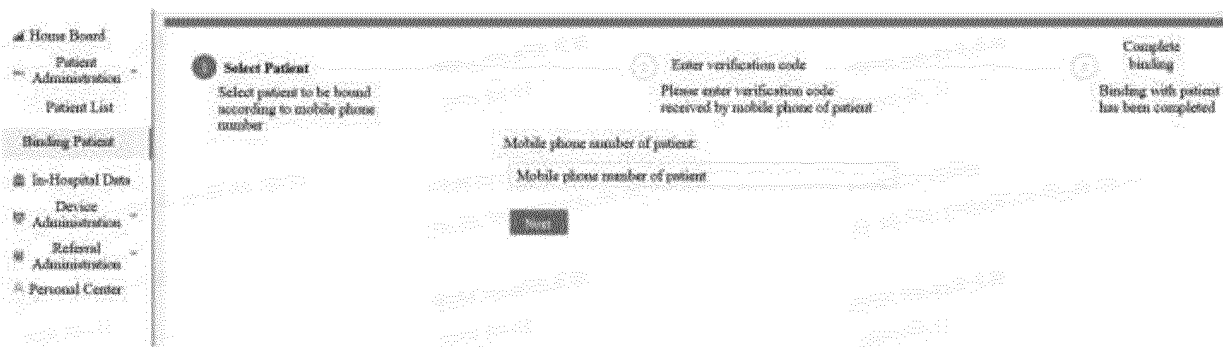 Home Board
Patient
Administration
Patient List
Binding Patient
In-Hospital Data
Device
Administration
Referral
Administration
Personal Center
Select Patient
Select patient to be bound
according to mobile phone
number
Enter verification code
Please enter verification code
received by mobile phone of patient
Complete
binding
Binding with patient
has been completed
Mobile phone number of patient:
Mobile phone number of patient
Next